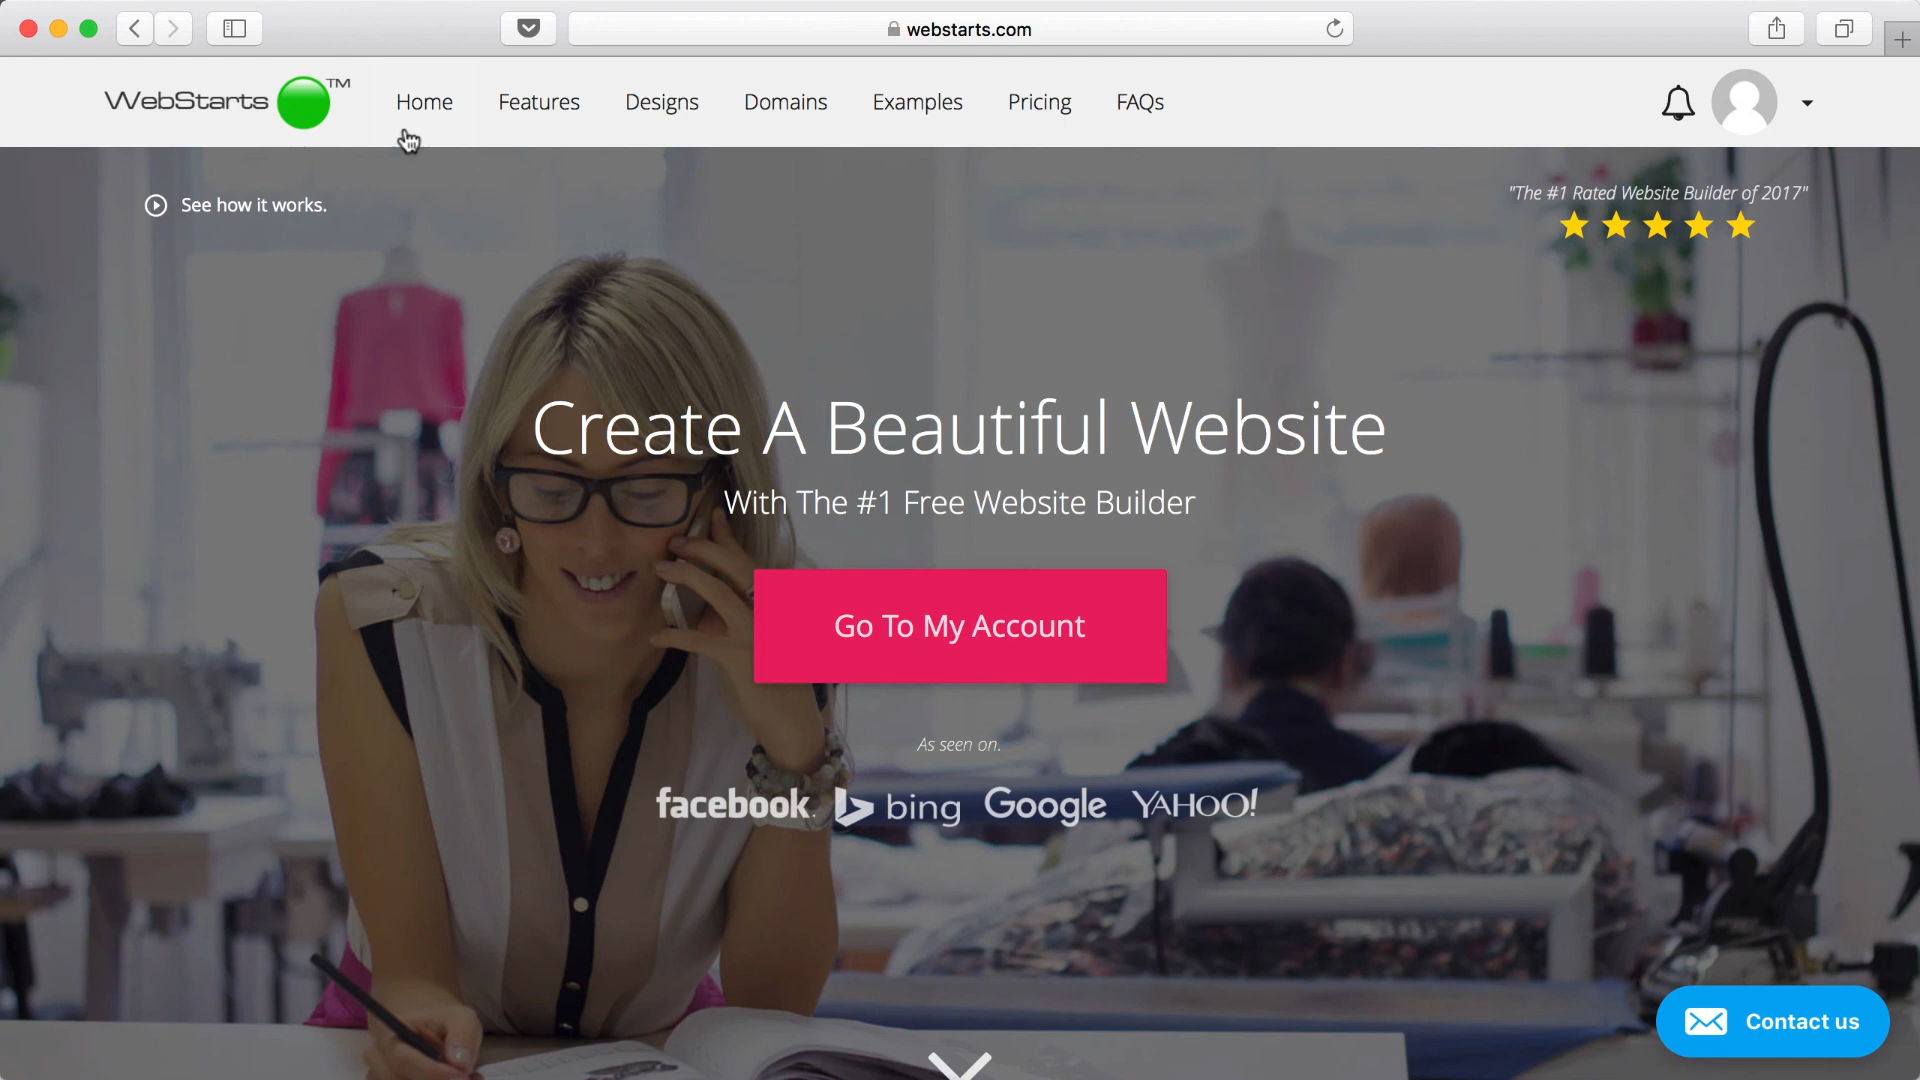 webstarts.com
WebStarts TM
Home Features Designs Domains Examples Pricing FAQs
See how it works.
"The #1 Rated Website Builder of 2017"
Create A Beautiful Website
With The #1 Free Website Builder
Go To My Account
As seen on.
facebook. bing Google YAHOO!
Contact us